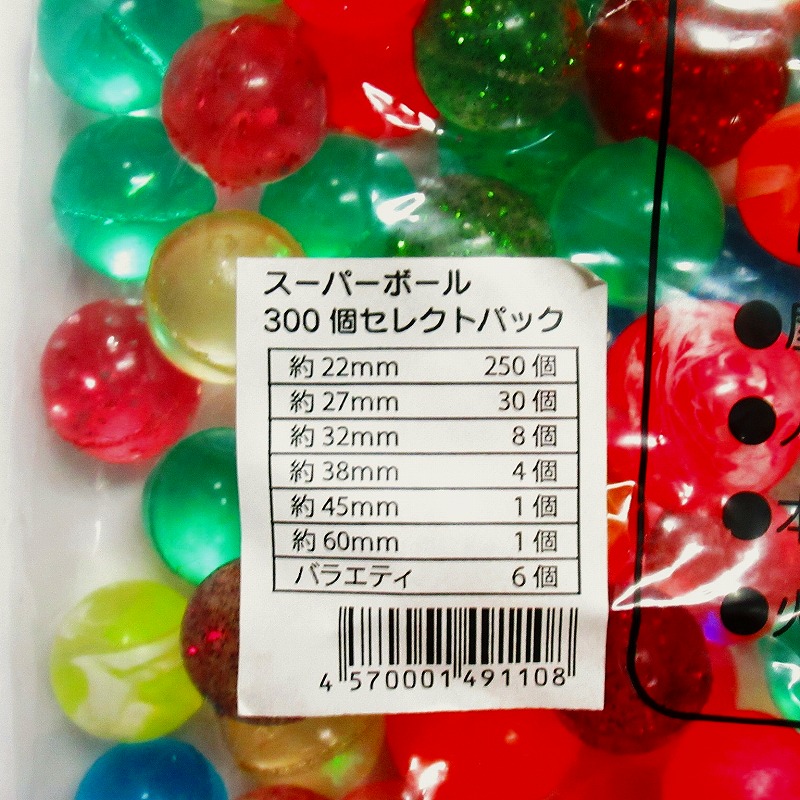 スーパーボール
300個セレクトパック
約22mm 250個
約27mm 30個
約32mm 8個
約38mm 4個
約45mm 1個
約60mm 1個
バラエティ 6個
4 570001 491108